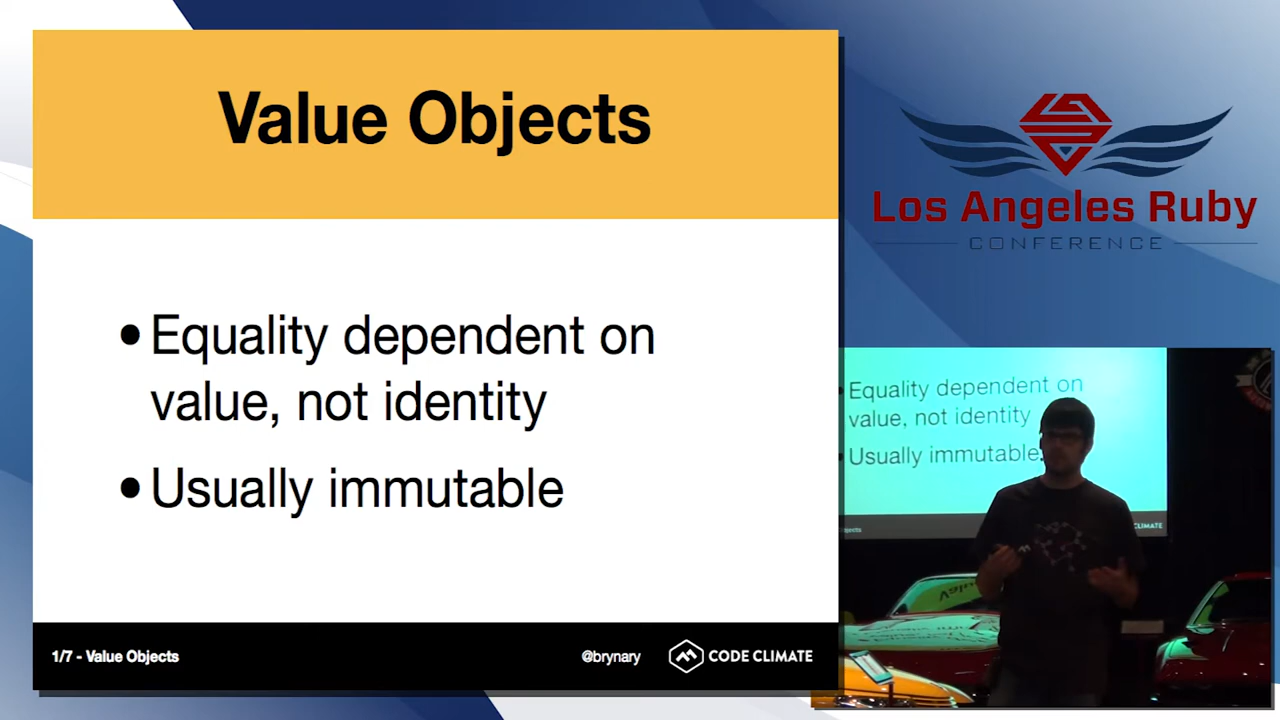 Value Objects
• Equality dependent on
value, not identity
• Usually immutable
1/7 - Value Objects
@brynary
CODE CLIMATE
Los Angeles Ruby
CONFERENCE
Equality dependent on
value, not identity
Usually immutable
CLIMATE